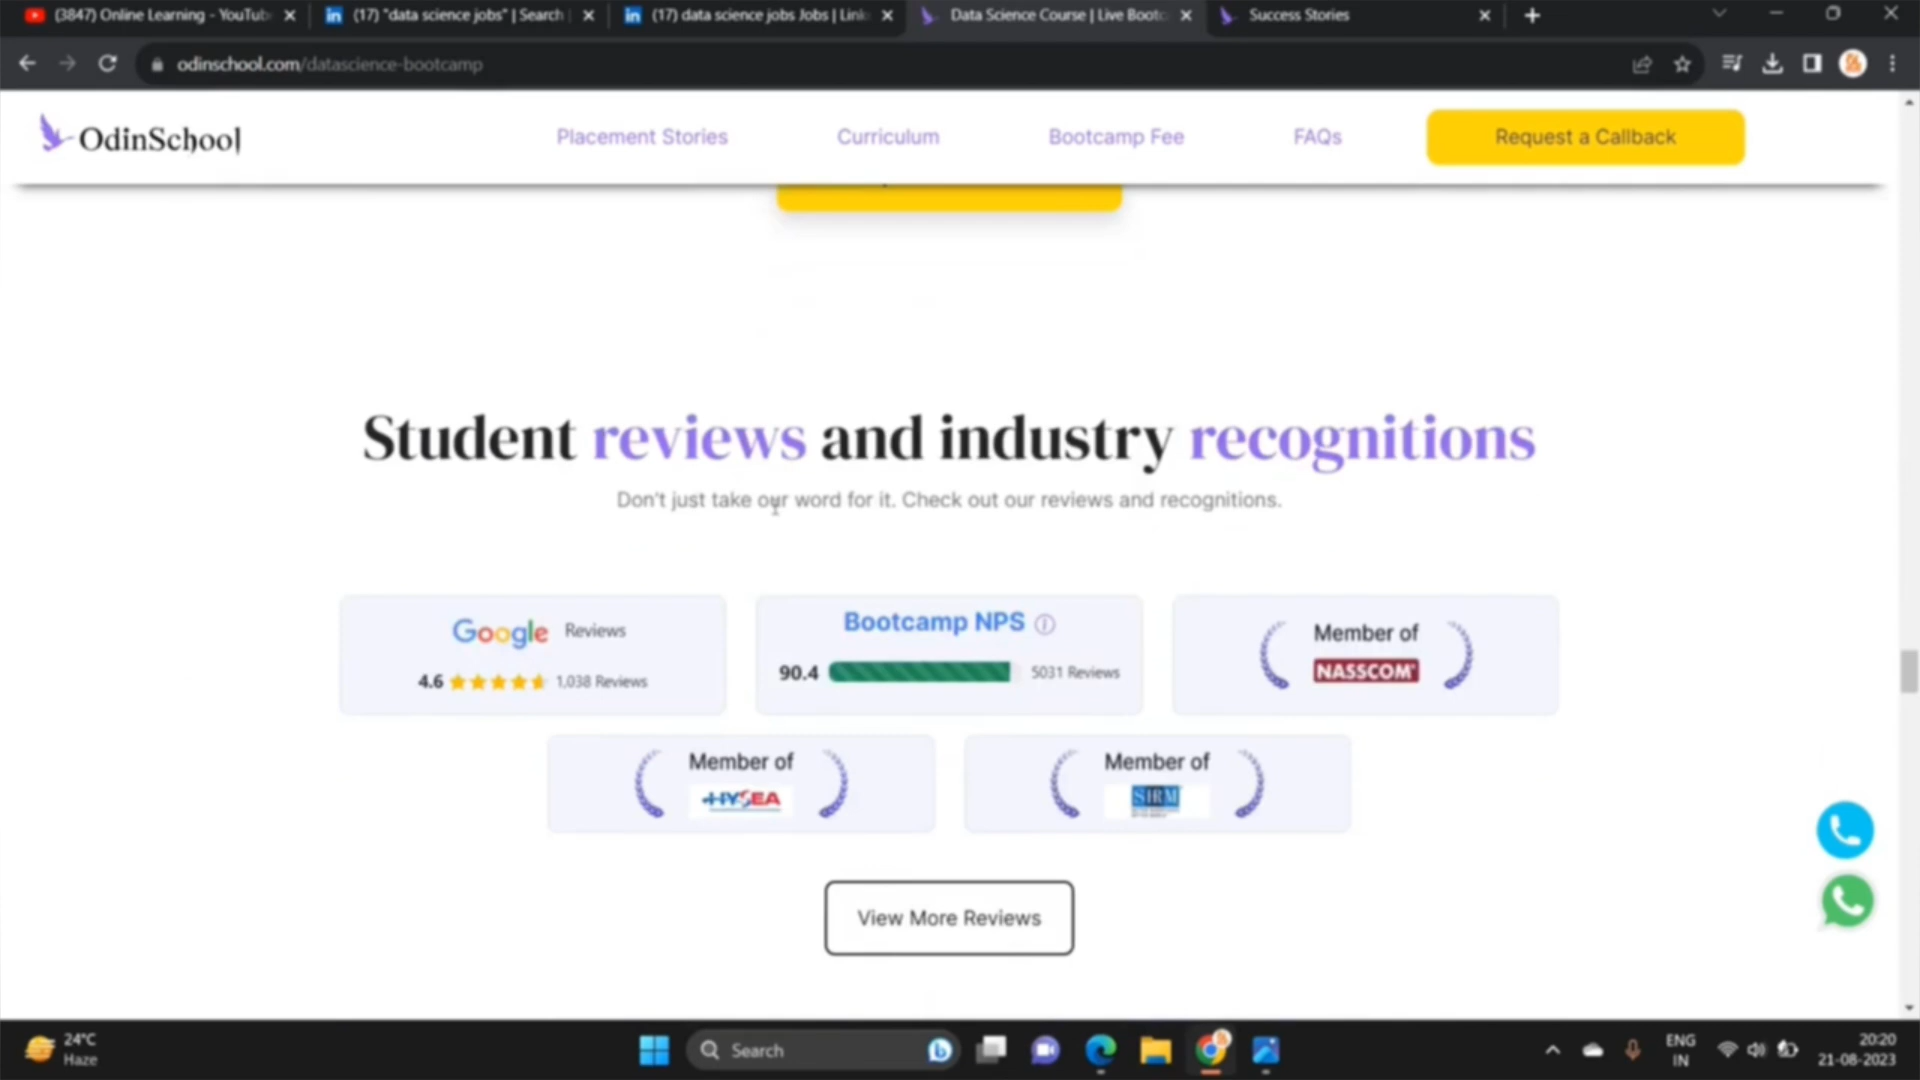 (3847) Online Learning - YouTub
(17) "data science jobs" | Search
(17) data science jobs Jobs | Link
Data Science Course | Live Bootc
Success Stories
odinschool.com/datascience-bootcamp
OdinSchool
Placement Stories
Curriculum
Bootcamp Fee
FAQs
Request a Callback
Student reviews and industry recognitions
Don't just take our word for it. Check out our reviews and recognitions.
Google Reviews
4.6 1,038 Reviews
Bootcamp NPS
90.4 5031 Reviews
Member of
NASSCOM
Member of
HYSEA
Member of
SHRM
View More Reviews
24°C
Haze
Search
ENG
IN
20:20
21-08-2023